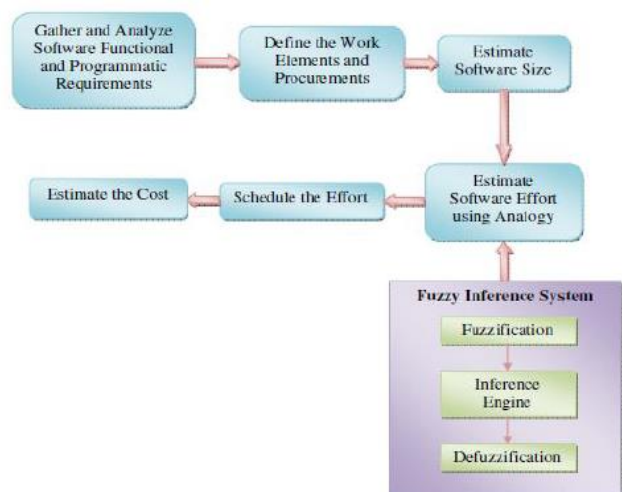 Gather and Analyze
Software Functional
and Programmatic
Requirements
Define the Work
Elements and
Procurements
Estimate
Software Size
Estimate the Cost
Schedule the Effort
Estimate
Software Effort
using Analogy
Fuzzy Inference System
Fuzzification
Inference
Engine
Defuzzification